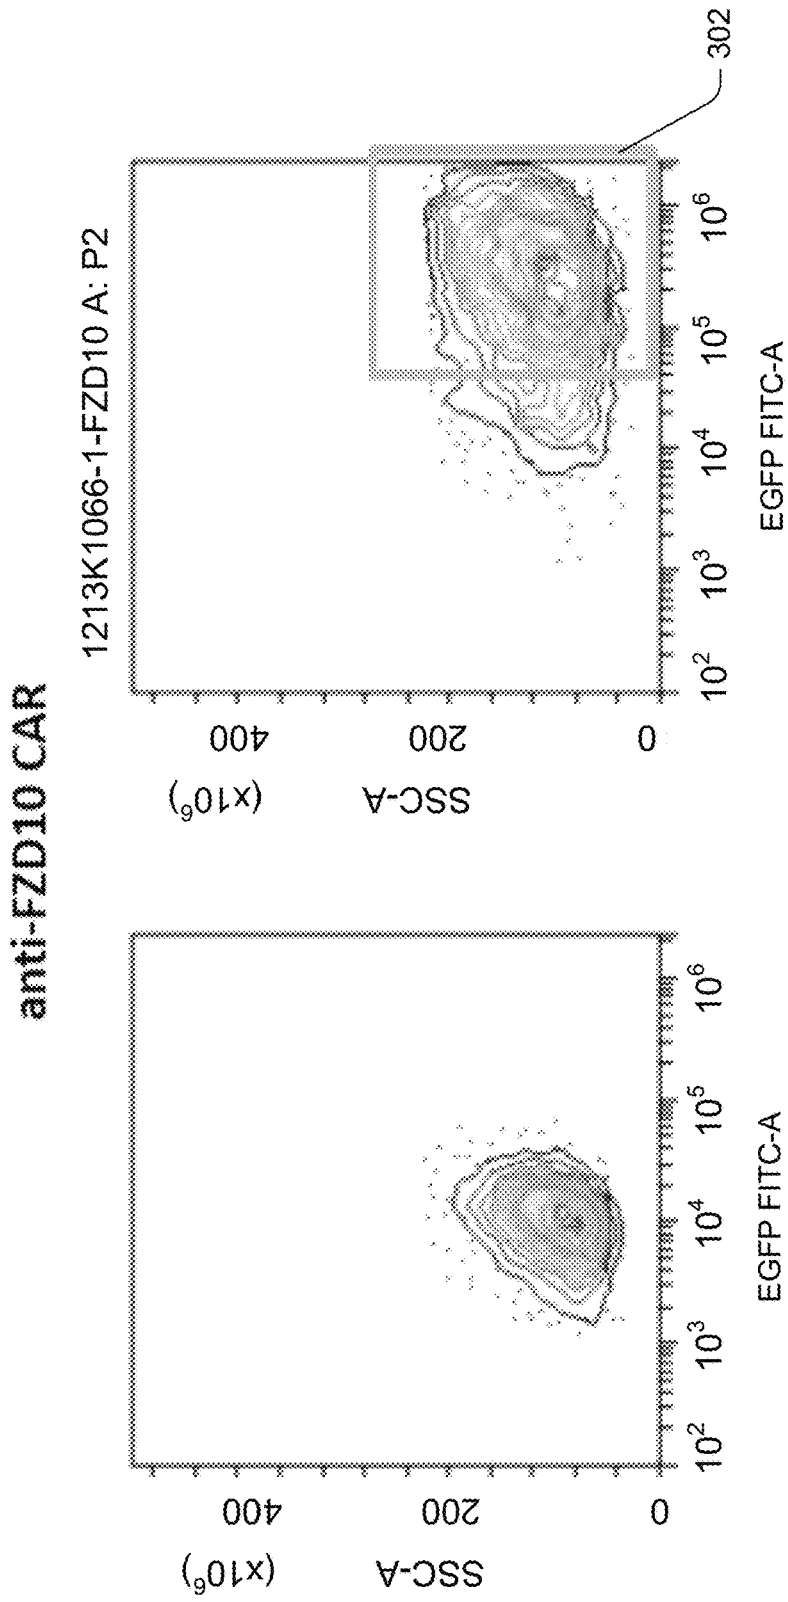 anti-FZD10 CAR
(x10⁶)
SSC-A
400
200
0
10² 10³ 10⁴ 10⁵ 10⁶
EGFP FITC-A
1213K1066-1-FZD10 A: P2
(x10⁶)
SSC-A
400
200
0
10² 10³ 10⁴ 10⁵ 10⁶
EGFP FITC-A
302